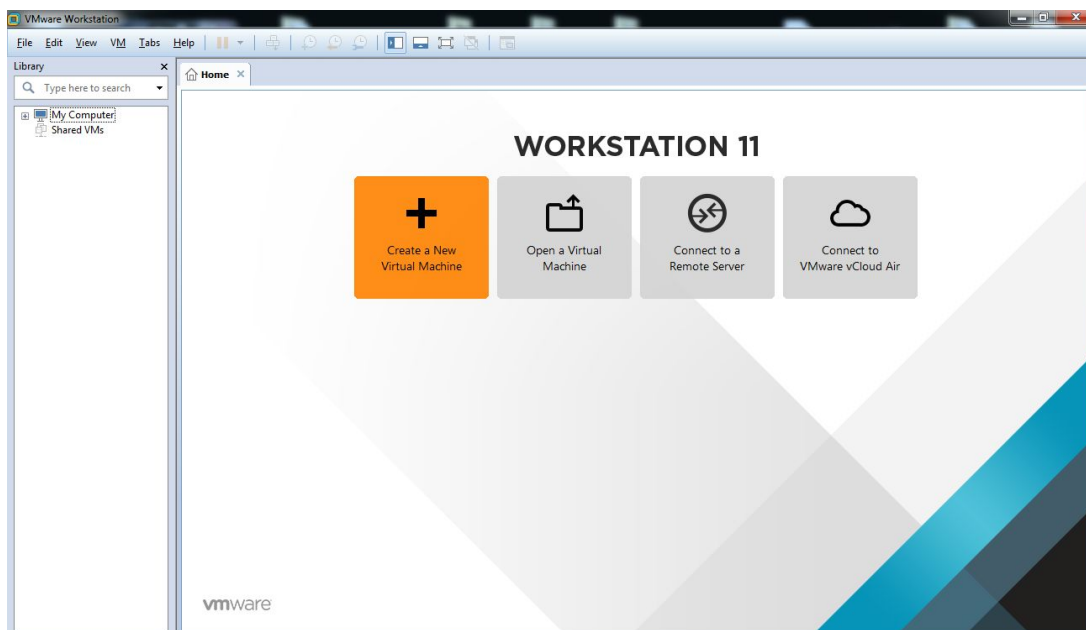 VMware Workstation
File Edit View VM Tabs Help
Library
Home
Type here to search
My Computer
Shared VMs
WORKSTATION 11
Create a New
Virtual Machine
Open a Virtual
Machine
Connect to a
Remote Server
Connect to
VMware vCloud Air
vmware